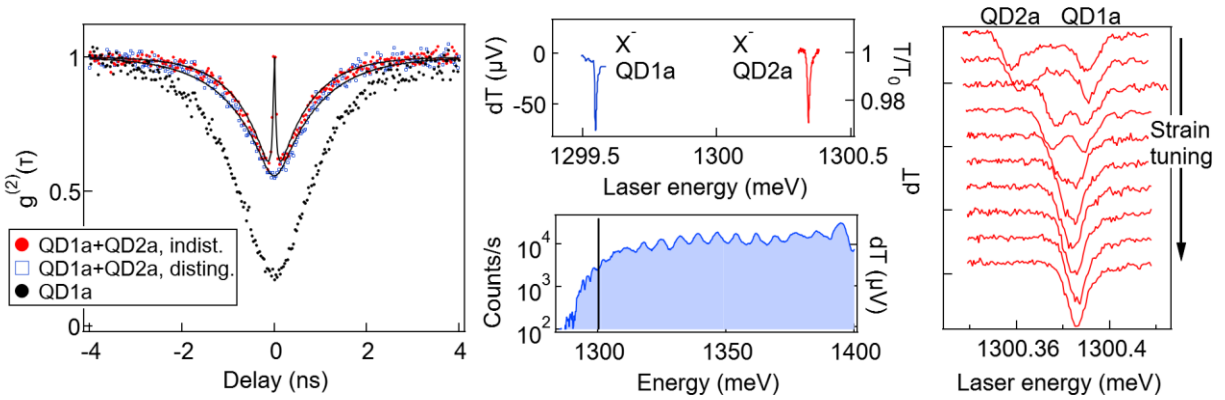 g(2)(τ)
1
0.5
0
-4
-2
0
2
4
Delay (ns)
QD1a+QD2a, indist.
QD1a+QD2a, disting.
QD1a
dT (μV)
0
-50
X-
QD1a
X-
QD2a
1
0.98
T/T0
1299.5
1300
1300.5
Laser energy (meV)
Counts/s
10^4
10^3
10^2
dT (μV)
1300
1350
1400
Energy (meV)
QD2a QD1a
dT
Strain
tuning
1300.36
1300.4
Laser energy (meV)